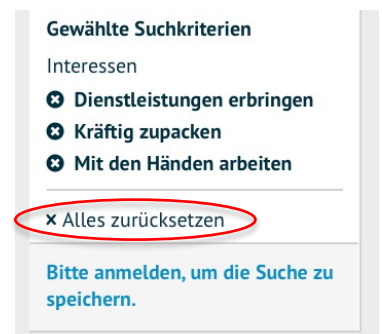 Gewählte Suchkriterien
Interessen
Dienstleistungen erbringen
Kräftig zupacken
Mit den Händen arbeiten
× Alles zurücksetzen
Bitte anmelden, um die Suche zu
speichern.